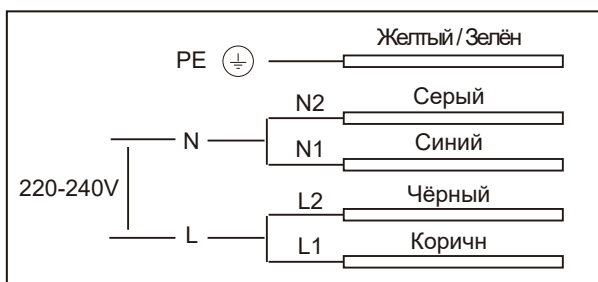 Желтый / Зелён
PE
N2 Серый
N
N1 Синий
220-240V
L2 Чёрный
L
L1 Коричн